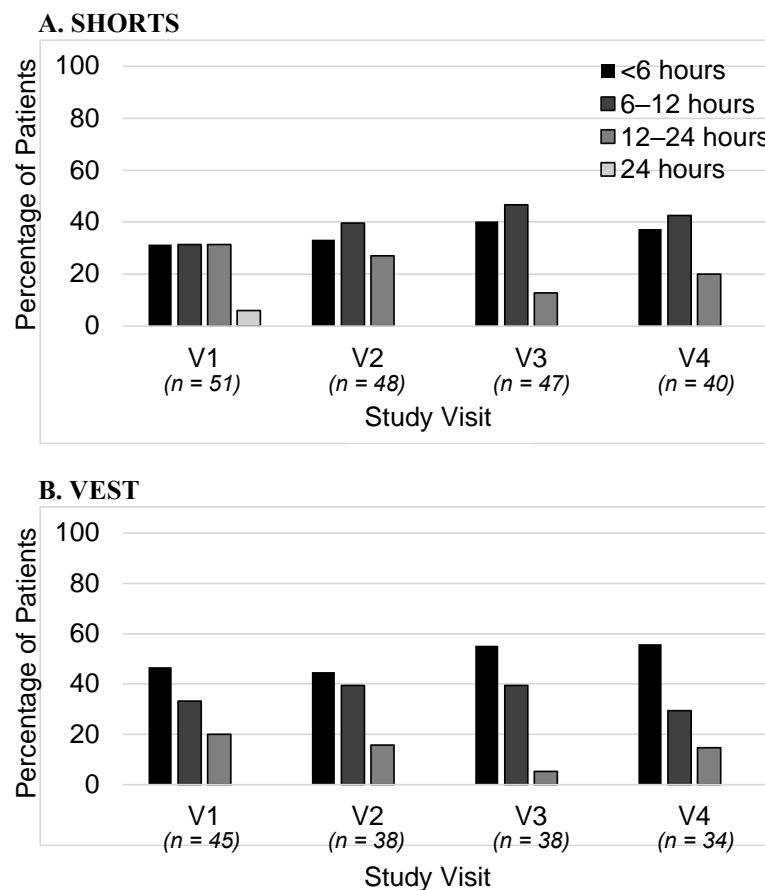 A. SHORTS
Percentage of Patients
100
80
60
40
20
0
<6 hours
6–12 hours
12–24 hours
24 hours
V1 V2 V3 V4
(n = 51) (n = 48) (n = 47) (n = 40)
Study Visit
B. VEST
Percentage of Patients
100
80
60
40
20
0
V1 V2 V3 V4
(n = 45) (n = 38) (n = 38) (n = 34)
Study Visit